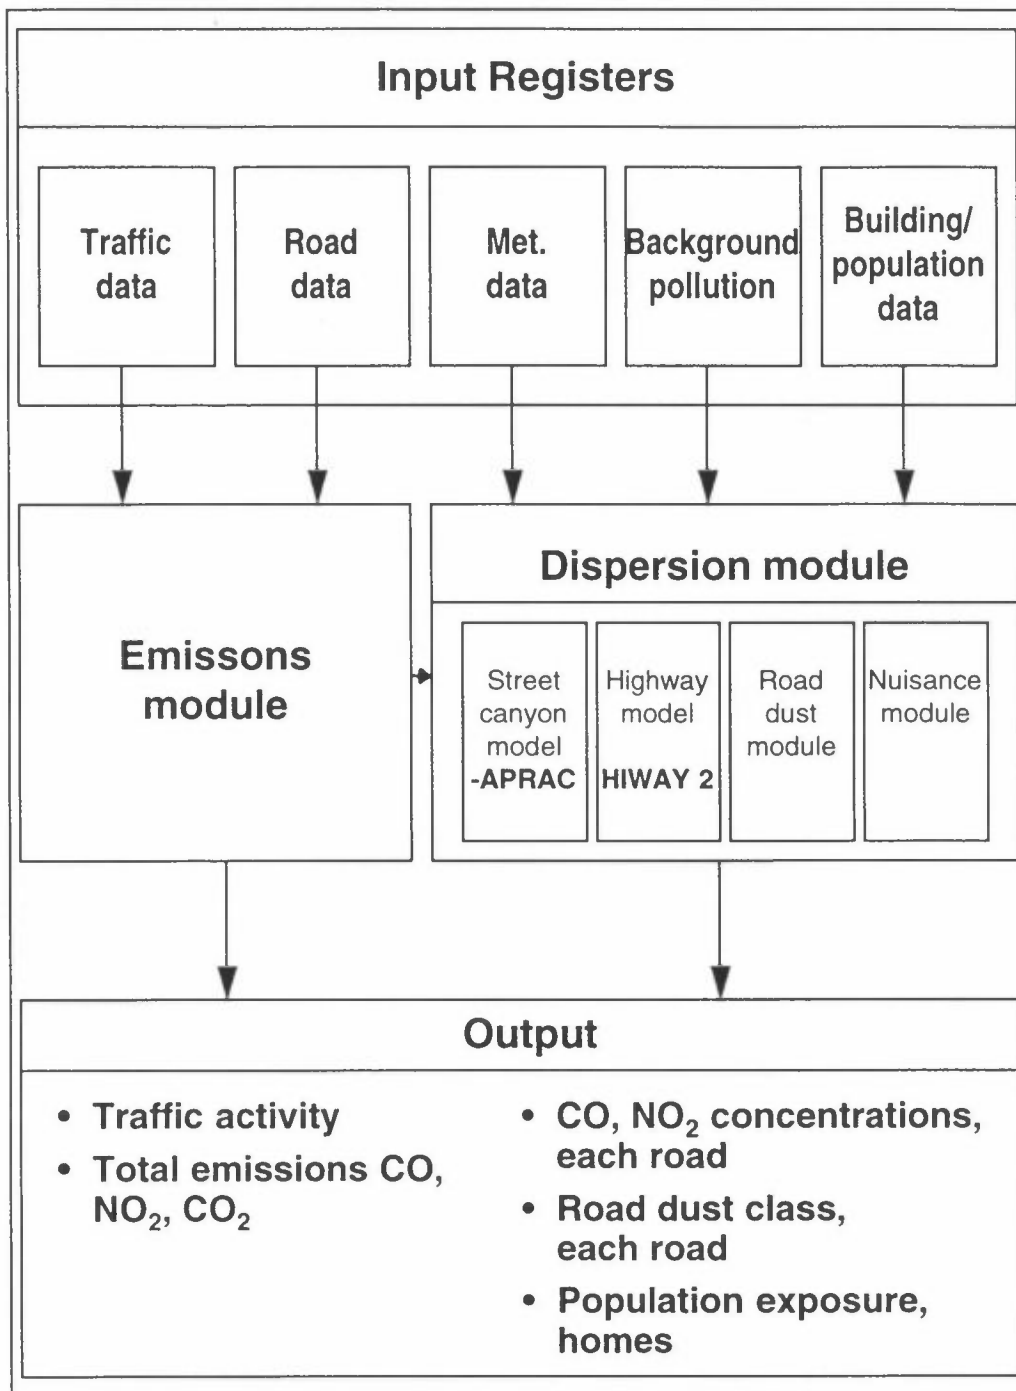 Input Registers
Traffic
data
Road
data
Met.
data
Background
pollution
Building/
population
data
Emissons
module
Dispersion module
Street
canyon
model
-APRAC
Highway
model
HIWAY 2
Road
dust
module
Nuisance
module
Output
• Traffic activity
• Total emissions CO,
NO₂, CO₂
• CO, NO₂ concentrations,
each road
• Road dust class,
each road
• Population exposure,
homes